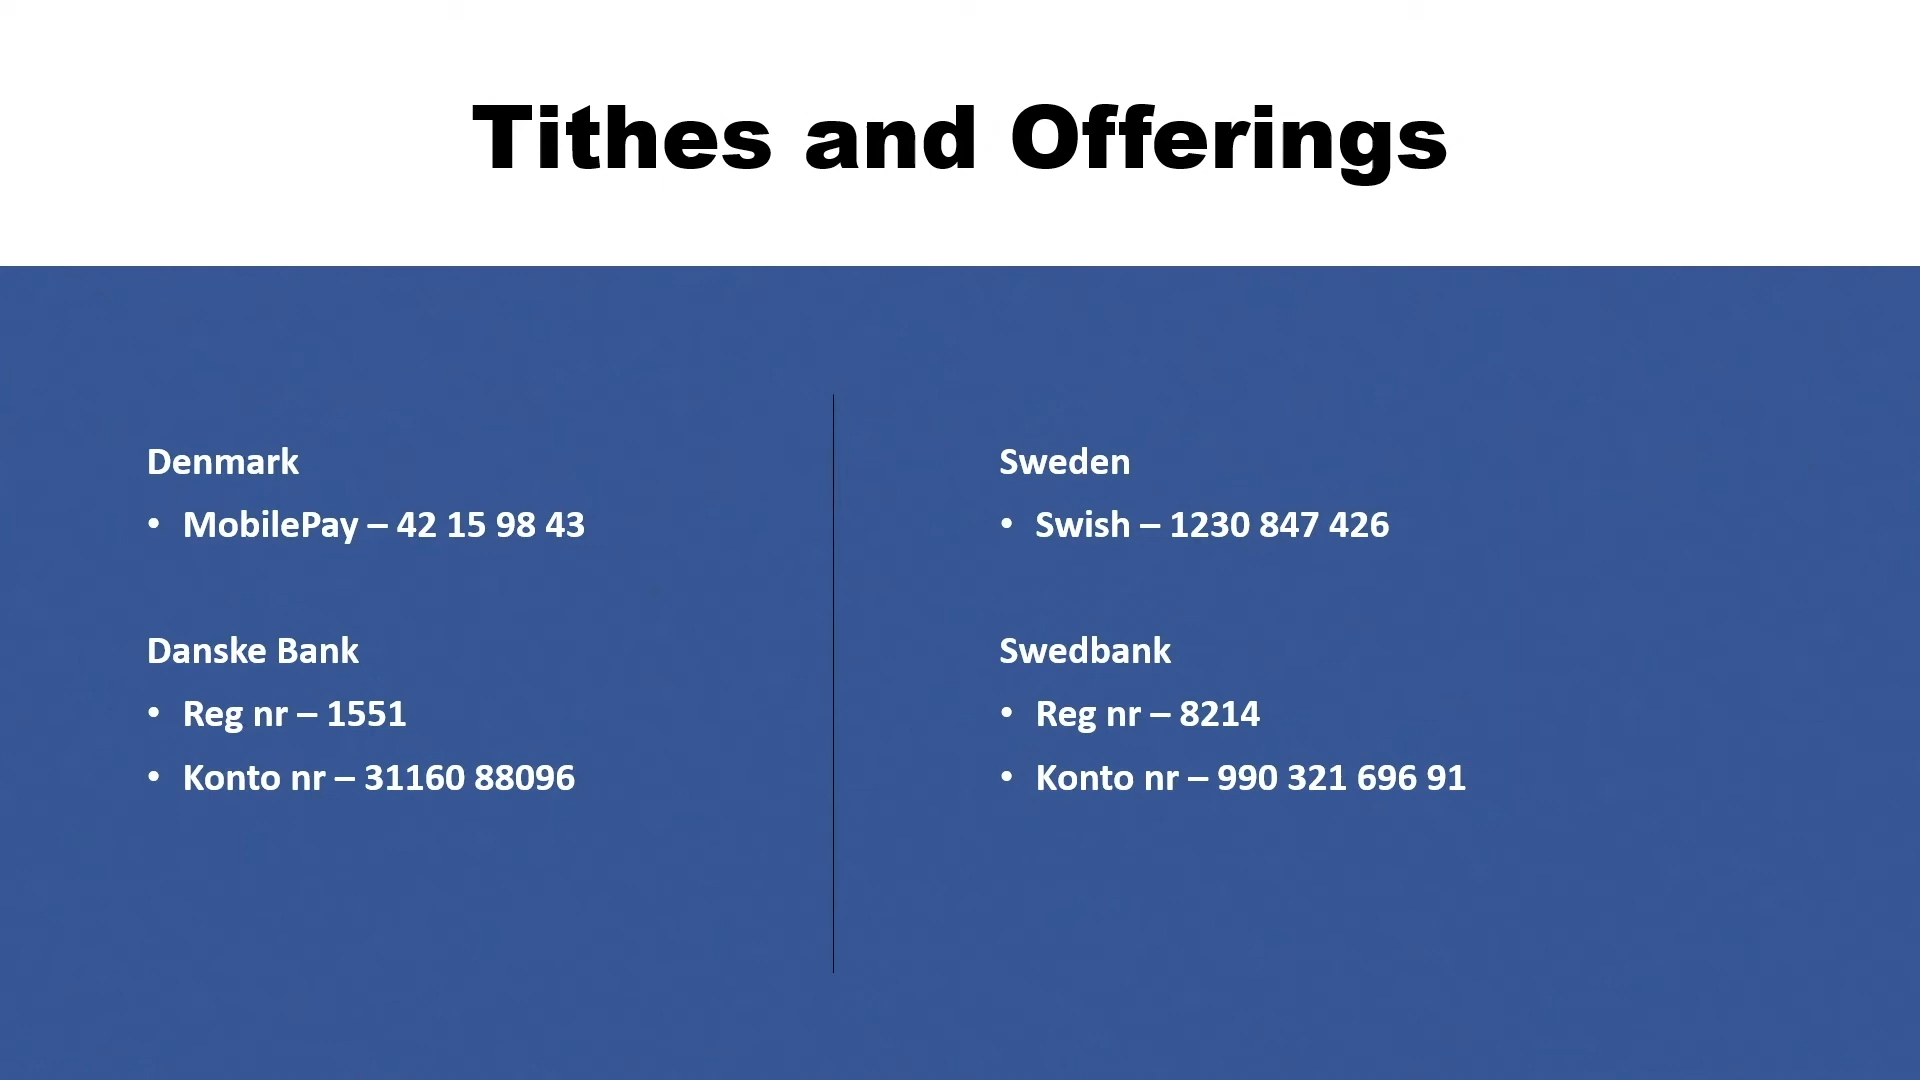 Tithes and Offerings
Denmark
• MobilePay – 42 15 98 43
Danske Bank
• Reg nr – 1551
• Konto nr – 31160 88096
Sweden
• Swish – 1230 847 426
Swedbank
• Reg nr – 8214
• Konto nr – 990 321 696 91